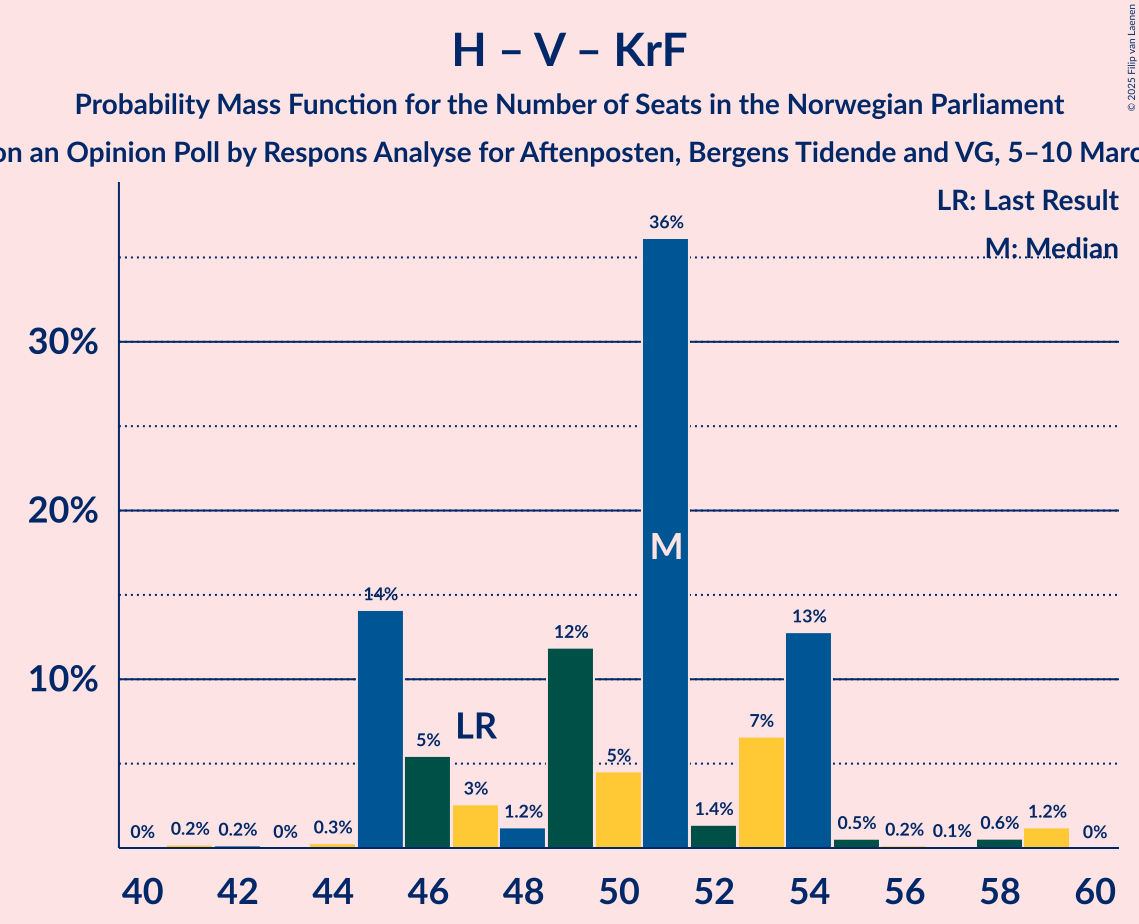 H – V – KrF
Probability Mass Function for the Number of Seats in the Norwegian Parliament
on an Opinion Poll by Respons Analyse for Aftenposten, Bergens Tidende and VG, 5–10
© 2025 Filip van Laenen
LR: Last Result
M: Median
36%
30%
20%
10%
M
14%
13%
12%
LR
7%
5%
5%
3%
1.2%
1.4%
1.2%
0%
0.2%
0.2%
0%
0.3%
0.5%
0.2%
0.1%
0.6%
0%
40 42 44 46 48 50 52 54 56 58 60